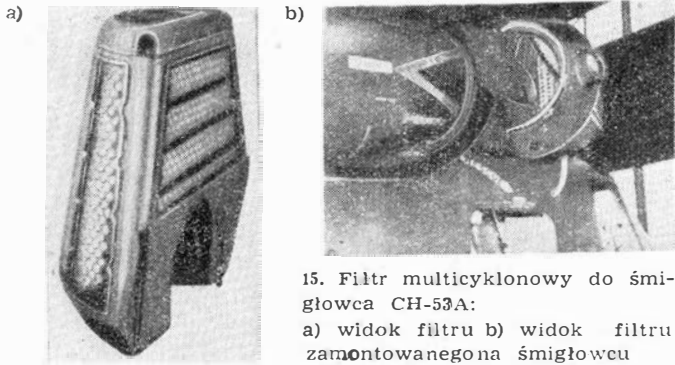 a)
b)
15. Filtr multicyklonowy do śmi-
głowca CH-53A:
a) widok filtru b) widok filtru
zamontowanego na śmigłowcu